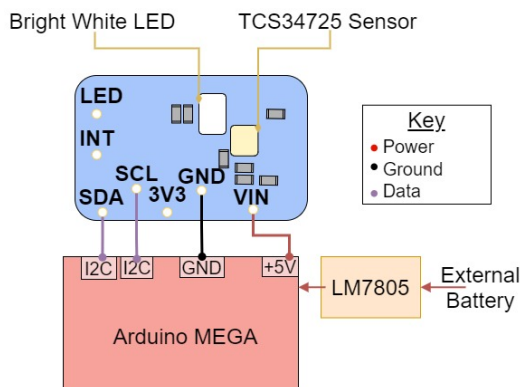 Bright White LED
TCS34725 Sensor
LED
INT
SCL
GND
SDA
3V3
VIN
Key
Power
Ground
Data
I2C
I2C
GND
+5V
Arduino MEGA
LM7805
External
Battery